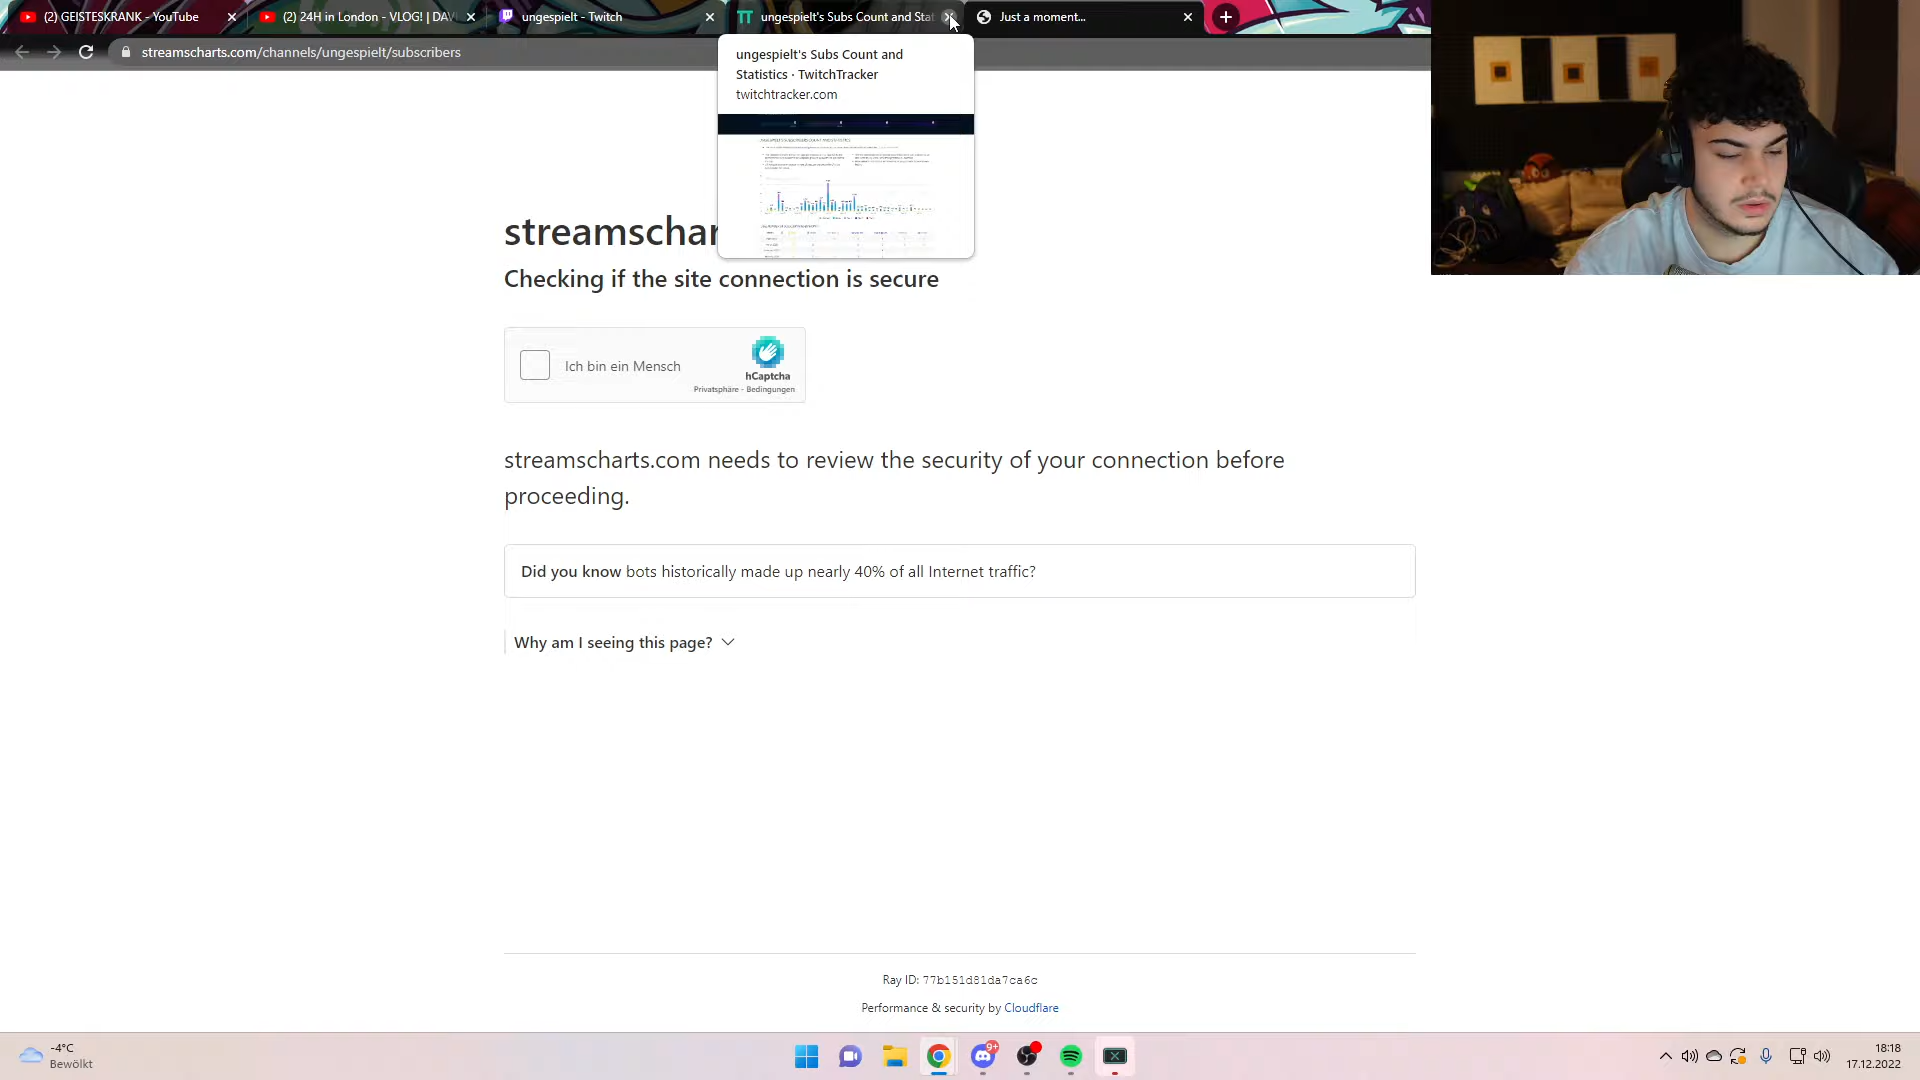 (2) GEISTESKRANK - YouTube
(2) 24H in London - VLOG! | DAV
ungespielt - Twitch
ungespielt's Subs Count and Stat
Just a moment...
streamscharts.com/channels/ungespielt/subscribers
ungespielt's Subs Count and
Statistics · TwitchTracker
twitchtracker.com
streamschar
Checking if the site connection is secure
Ich bin ein Mensch
hCaptcha
Privatsphäre - Bedingungen
streamscharts.com needs to review the security of your connection before
proceeding.
Did you know bots historically made up nearly 40% of all Internet traffic?
Why am I seeing this page?
Ray ID: 77b151d81da7ca6c
Performance & security by Cloudflare
-4°C
Bewölkt
9+
18:18
17.12.2022